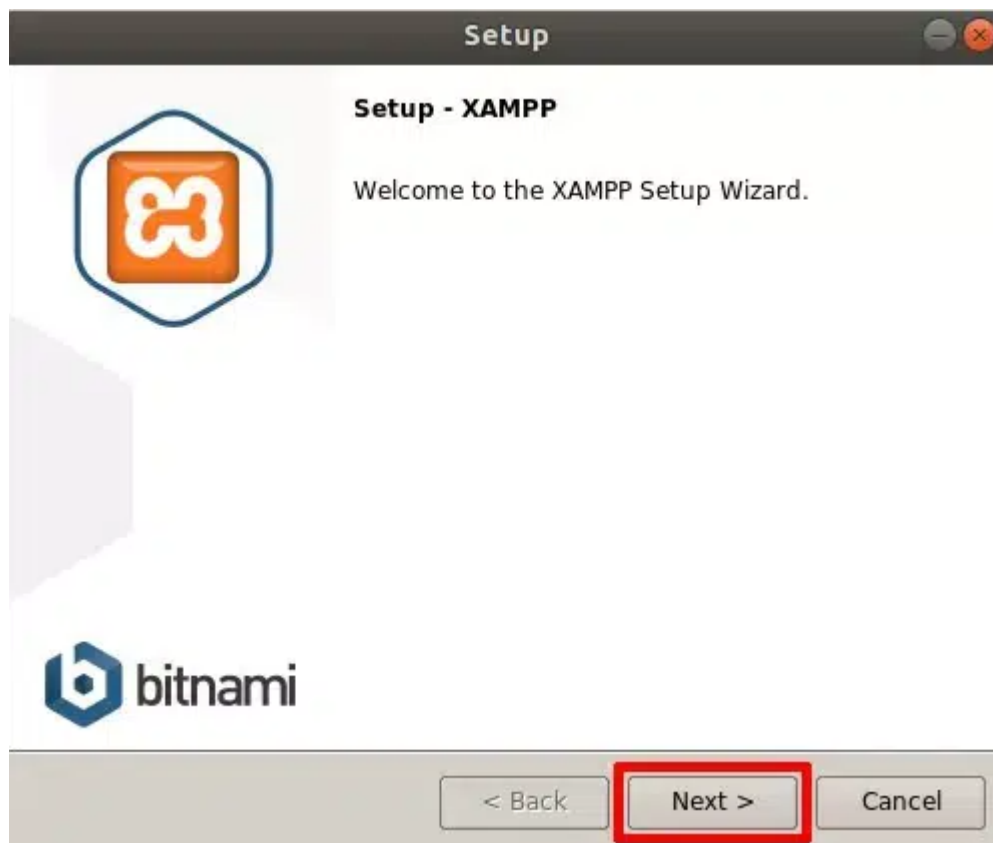 Setup
Setup - XAMPP
Welcome to the XAMPP Setup Wizard.
bitnami
< Back
Next >
Cancel